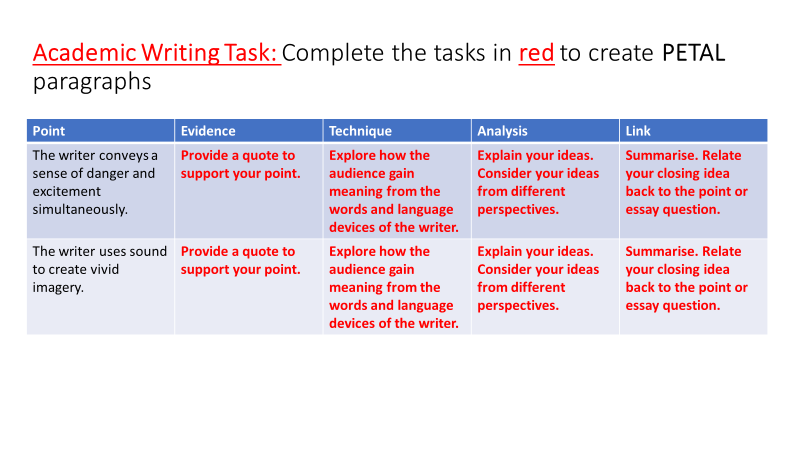 Academic Writing Task: Complete the tasks in red to create PETAL
paragraphs
Point
Evidence
Technique
Analysis
Link
The writer conveys a
sense of danger and
excitement
simultaneously.
Provide a quote to
support your point.
Explore how the
audience gain
meaning from the
words and language
devices of the writer.
Explain your ideas.
Consider your ideas
from different
perspectives.
Summarise. Relate
your closing idea
back to the point or
essay question.
The writer uses sound
to create vivid
imagery.
Provide a quote to
support your point.
Explore how the
audience gain
meaning from the
words and language
devices of the writer.
Explain your ideas.
Consider your ideas
from different
perspectives.
Summarise. Relate
your closing idea
back to the point or
essay question.